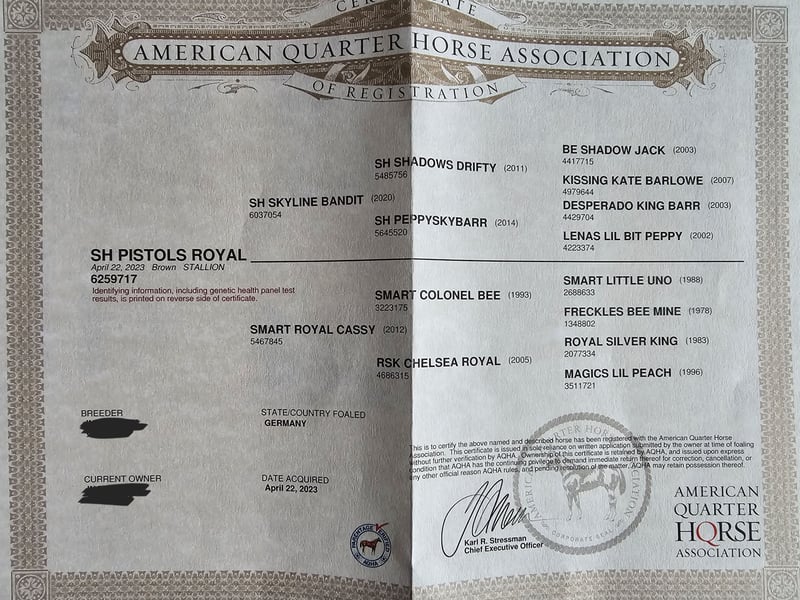 CERTIFICATE
AMERICAN QUARTER HORSE ASSOCIATION
OF REGISTRATION
BE SHADOW JACK (2003)
4417715
SH SHADOWS DRIFTY (2011)
5485756
KISSING KATE BARLOWE (2007)
4979644
SH SKYLINE BANDIT (2020)
6037054
DESPERADO KING BARR (2003)
4429704
SH PEPPYSKYBARR (2014)
5645520
LENAS LIL BIT PEPPY (2002)
4223374
SH PISTOLS ROYAL
April 22, 2023 Brown STALLION
6259717
Identifying information, including genetic health panel test
results, is printed on reverse side of certificate.
SMART LITTLE UNO (1988)
2688633
SMART COLONEL BEE (1993)
3223175
FRECKLES BEE MINE (1978)
1348802
SMART ROYAL CASSY (2012)
5467845
ROYAL SILVER KING (1983)
2077334
RSK CHELSEA ROYAL (2005)
4686315
MAGICS LIL PEACH (1996)
3511721
BREEDER
STATE/COUNTRY FOALED
GERMANY
CURRENT OWNER
DATE ACQUIRED
April 22, 2023
This is to certify the above named and described horse has been registered with the American Quarter Horse
Association. This certificate is issued in sole reliance on written application submitted by the owner at time of foaling
without further verification by AQHA. Ownership of this certificate is retained by AQHA, and issued upon express
condition that AQHA has the continuing privilege to demand immediate return thereof for correction, cancellation, or
any other official reason AQHA rules, and pending resolution of the matter, AQHA may retain possession thereof.
Karl R. Stressman
Chief Executive Officer
PARENTAGE VERIFIED
AQHA
AMERICAN QUARTER HORSE ASSOCIATION
CORPORATE SEAL
AMERICAN
QUARTER
HORSE
ASSOCIATION